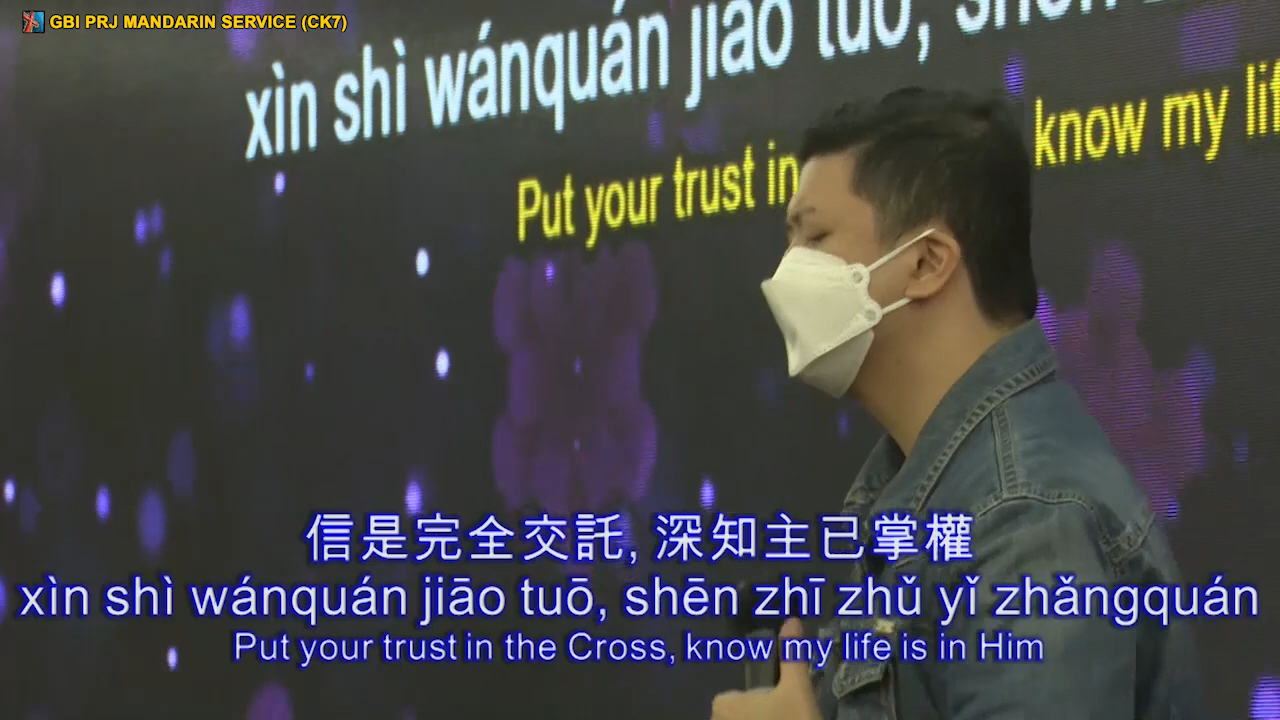 GBI PRJ MANDARIN SERVICE (CK7)
xìn shì wánquán jiāo tuō, shēn
Put your trust in know my life
信是完全交託, 深知主已掌權
xìn shì wánquán jiāo tuō, shēn zhī zhǔ yǐ zhǎngquán
Put your trust in the Cross, know my life is in Him